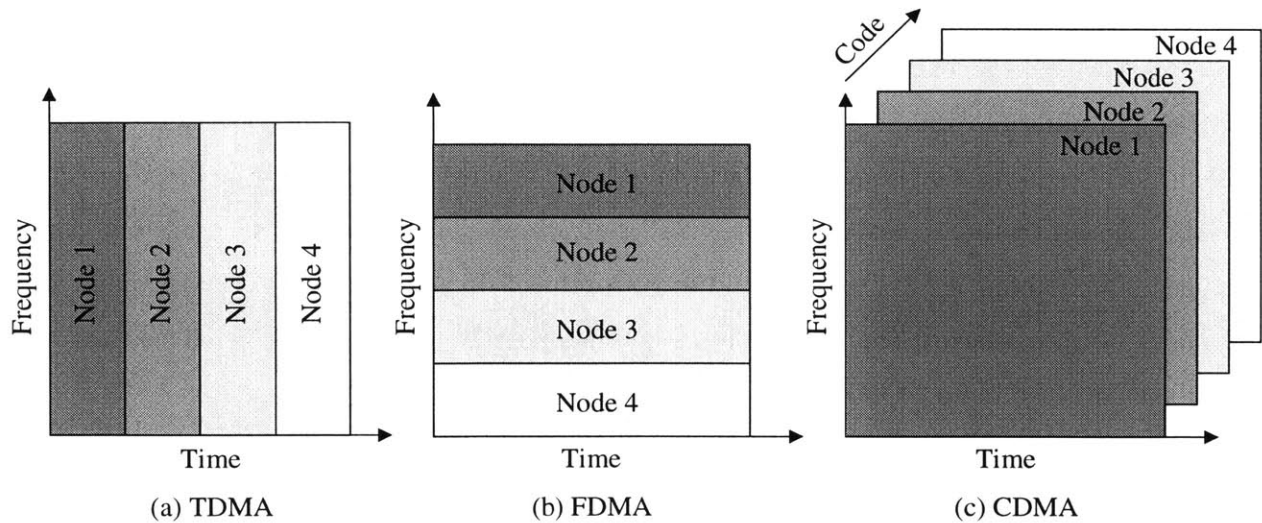 Frequency
Node 1
Node 2
Node 3
Node 4
Time
(a) TDMA
Frequency
Node 1
Node 2
Node 3
Node 4
Time
(b) FDMA
Code
Node 4
Node 3
Node 2
Node 1
Frequency
Time
(c) CDMA